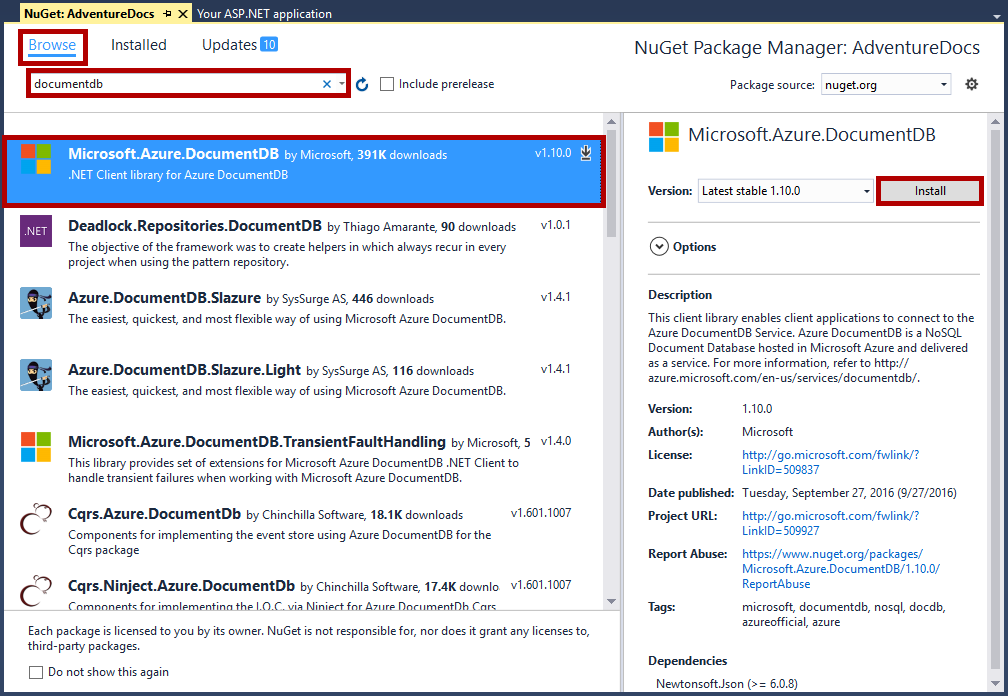 NuGet: AdventureDocs
Your ASP.NET application
Browse
Installed
Updates 10
NuGet Package Manager: AdventureDocs
documentdb
Include prerelease
Package source: nuget.org
Microsoft.Azure.DocumentDB by Microsoft, 391K downloads v1.10.0
.NET Client library for Azure DocumentDB
.NET
Deadlock.Repositories.DocumentDB by Thiago Amarante, 90 downloads v1.0.1
The objective of the framework was to create helpers in which always recur in every
project when using the pattern repository.
Azure.DocumentDB.Slazure by SysSurge AS, 446 downloads v1.4.1
The easiest, quickest, and most flexible way of using Microsoft Azure DocumentDB.
Azure.DocumentDB.Slazure.Light by SysSurge AS, 116 downloads v1.4.1
The easiest, quickest, and most flexible way of using Microsoft Azure DocumentDB.
Microsoft.Azure.DocumentDB.TransientFaultHandling by Microsoft, 5 v1.4.0
This library provides set of extensions for Microsoft Azure DocumentDB .NET Client to
handle transient failures when working with Microsoft Azure DocumentDB.
Cqrs.Azure.DocumentDb by Chinchilla Software, 18.1K downloads v1.601.1007
Components for implementing the event store using Azure DocumentDB for the
Cqrs package
Cqrs.Ninject.Azure.DocumentDb by Chinchilla Software, 17.4K downlo v1.601.1007
Components for implementing the I.O.C. via Ninject for Azure DocumentDb Cqrs
Each package is licensed to you by its owner. NuGet is not responsible for, nor does it grant any licenses to,
third-party packages.
Do not show this again
Microsoft.Azure.DocumentDB
Version: Latest stable 1.10.0
Install
Options
Description
This client library enables client applications to connect to the
Azure DocumentDB Service. Azure DocumentDB is a NoSQL
Document Database hosted in Microsoft Azure and delivered
as a service. For more information, refer to http://
azure.microsoft.com/en-us/services/documentdb/.
Version: 1.10.0
Author(s): Microsoft
License: http://go.microsoft.com/fwlink/?
LinkID=509837
Date published: Tuesday, September 27, 2016 (9/27/2016)
Project URL: http://go.microsoft.com/fwlink/?
LinkID=509927
Report Abuse: https://www.nuget.org/packages/
Microsoft.Azure.DocumentDB/1.10.0/
ReportAbuse
Tags: microsoft, documentdb, nosql, docdb,
azureofficial, azure
Dependencies
Newtonsoft.Json (>= 6.0.8)